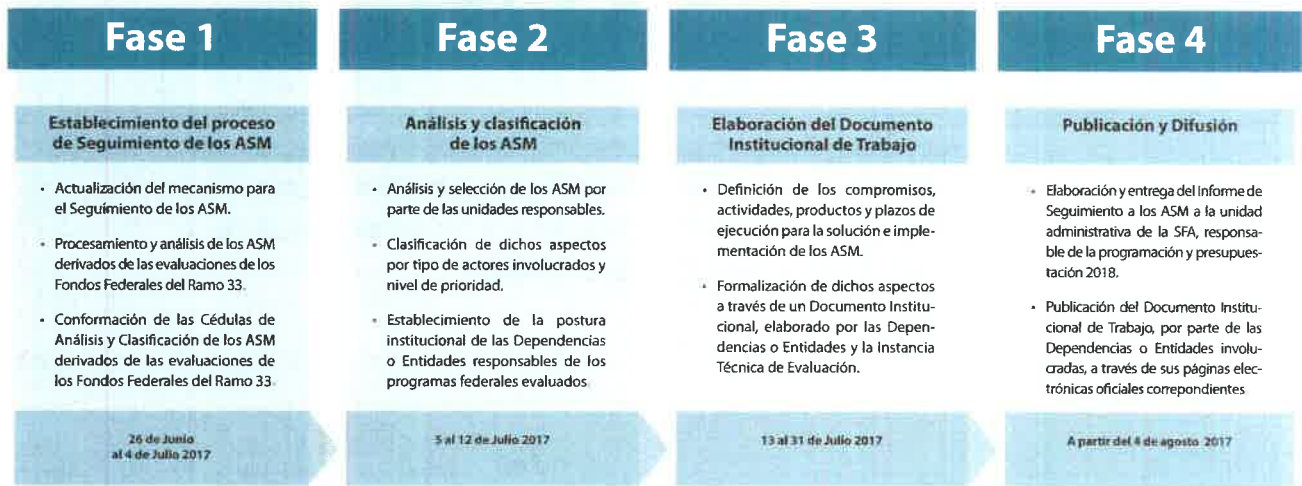 Fase 1
Establecimiento del proceso
de Seguimiento de los ASM
• Actualización del mecanismo para
el Seguimiento de los ASM.
• Procesamiento y análisis de los ASM
derivados de las evaluaciones de los
Fondos Federales del Ramo 33.
• Conformación de las Cédulas de
Análisis y Clasificación de los ASM
derivados de las evaluaciones de
los Fondos Federales del Ramo 33.
26 de Junio
al 4 de Julio 2017
Fase 2
Análisis y clasificación
de los ASM
• Análisis y selección de los ASM por
parte de las unidades responsables.
• Clasificación de dichos aspectos
por tipo de actores involucrados y
nivel de prioridad.
• Establecimiento de la postura
institucional de las Dependencias
o Entidades responsables de los
programas federales evaluados.
5 al 12 de Julio 2017
Fase 3
Elaboración del Documento
Institucional de Trabajo
• Definición de los compromisos,
actividades, productos y plazos de
ejecución para la solución e imple-
mentación de los ASM.
• Formalización de dichos aspectos
a través de un Documento Institu-
cional, elaborado por las Depen-
dencias o Entidades y la Instancia
Técnica de Evaluación.
13 al 31 de Julio 2017
Fase 4
Publicación y Difusión
• Elaboración y entrega del Informe de
Seguimiento a los ASM a la unidad
administrativa de la SFA, responsa-
ble de la programación y presupues-
tación 2018.
• Publicación del Documento Institu-
cional de Trabajo, por parte de las
Dependencias o Entidades involu-
cradas, a través de sus páginas elec-
trónicas oficiales correpondientes
A partir del 4 de agosto 2017